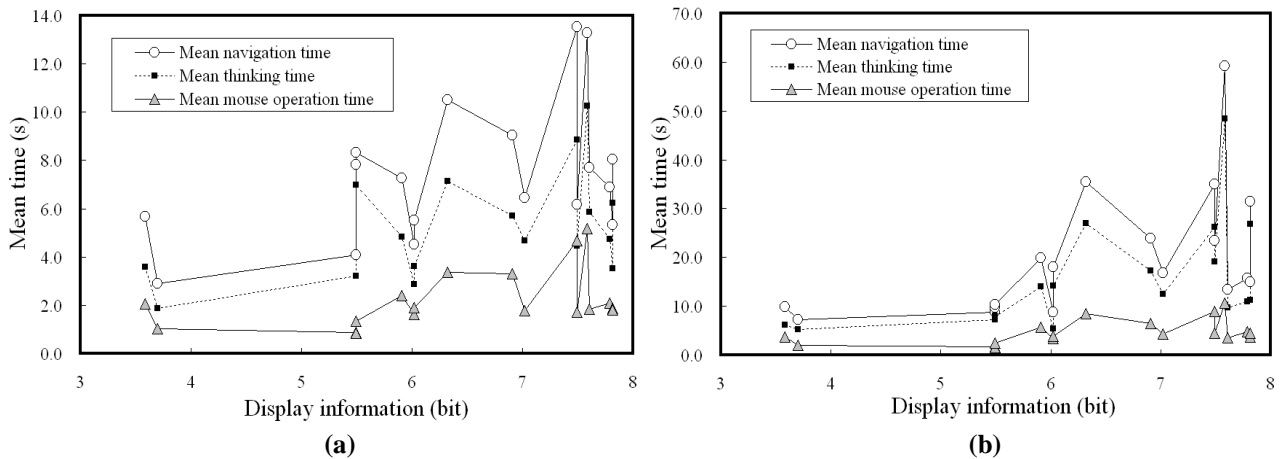 14.0
12.0
10.0
8.0
6.0
4.0
2.0
0.0
Mean time (s)
Mean navigation time
Mean thinking time
Mean mouse operation time
3 4 5 6 7 8
Display information (bit)
(a)
70.0
60.0
50.0
40.0
30.0
20.0
10.0
0.0
Mean time (s)
Mean navigation time
Mean thinking time
Mean mouse operation time
3 4 5 6 7 8
Display information (bit)
(b)